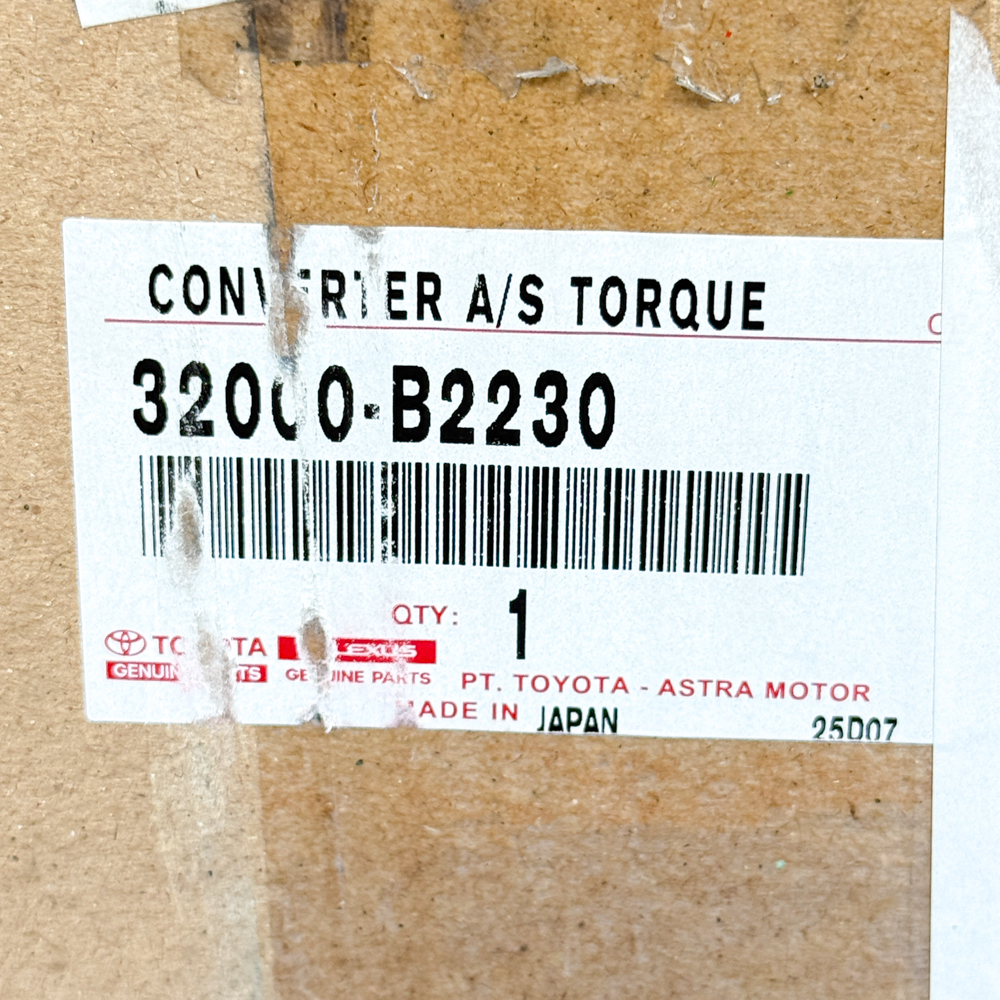 CONVERTER A/S TORQUE
32000-B2230
QTY: 1
TOYOTA LEXUS
GENUINE PARTS GENUINE PARTS PT. TOYOTA - ASTRA MOTOR
MADE IN JAPAN 25D07